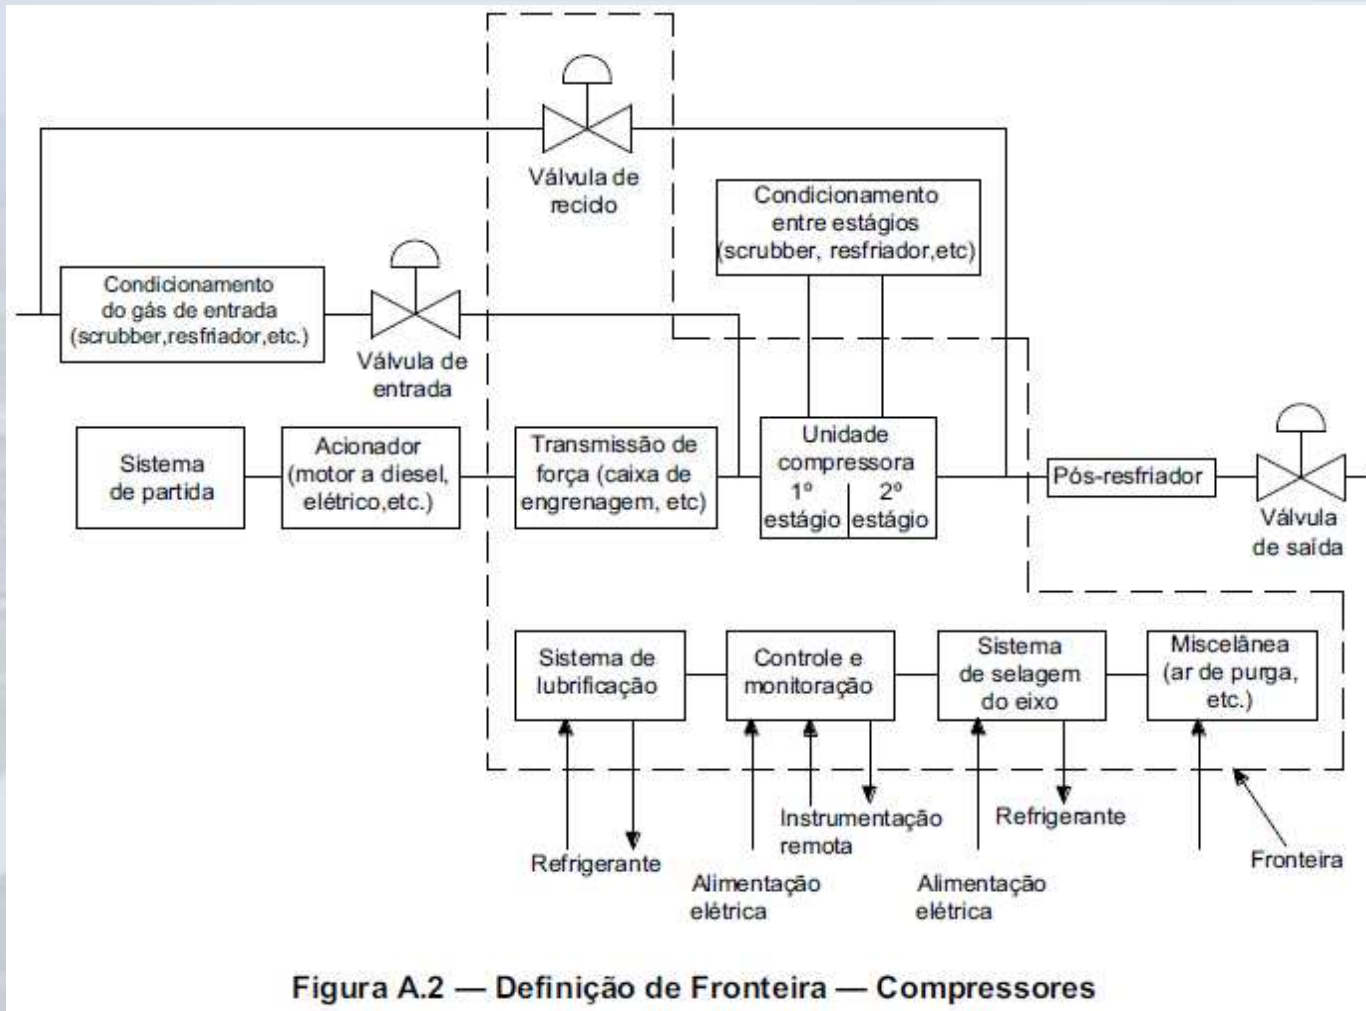 Válvula de
reciclo
Condicionamento
entre estágios
(scrubber, resfriador,etc)
Condicionamento
do gás de entrada
(scrubber,resfriador,etc.)
Válvula de
entrada
Sistema
de partida
Acionador
(motor a diesel,
elétrico,etc.)
Transmissão de
força (caixa de
engrenagem, etc)
Unidade
compressora
1º
estágio
2º
estágio
Pós-resfriador
Válvula
de saída
Sistema de
lubrificação
Controle e
monitoração
Sistema
de selagem
do eixo
Miscelânea
(ar de purga,
etc.)
Refrigerante
Alimentação
elétrica
Instrumentação
remota
Alimentação
elétrica
Refrigerante
Fronteira
Figura A.2 — Definição de Fronteira — Compressores